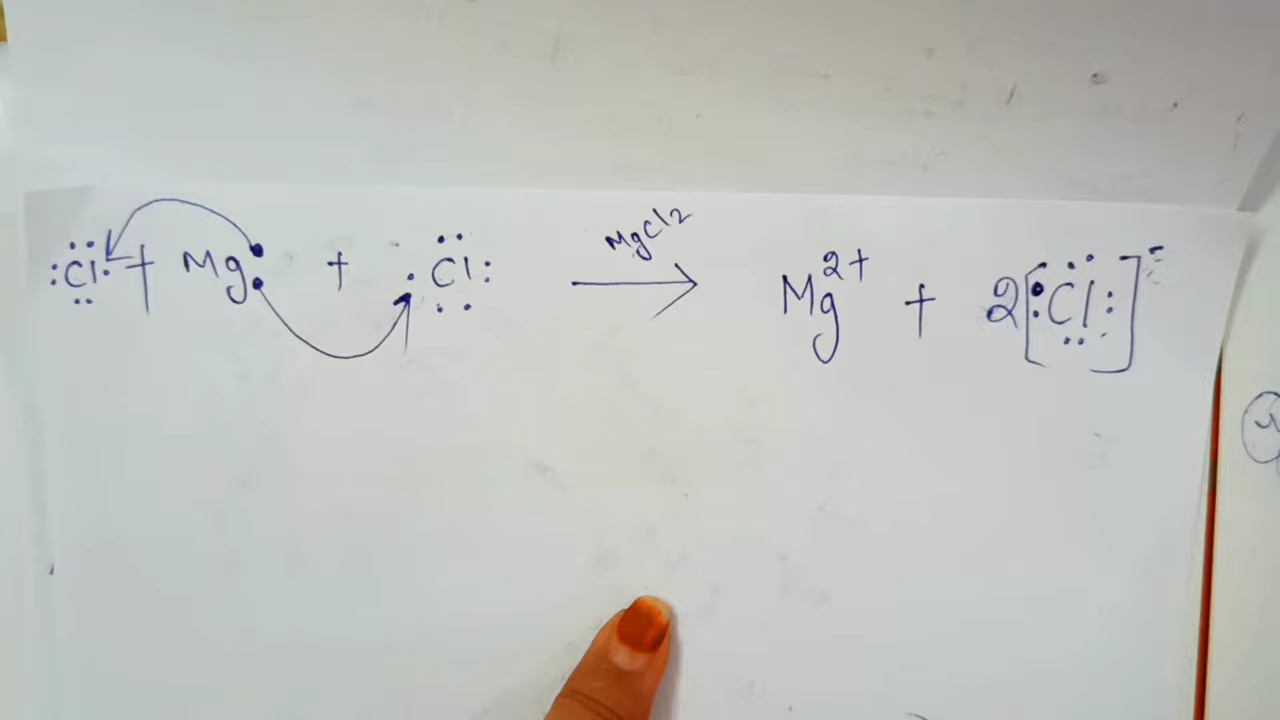 :Cl· + Mg: + ·Cl: → MgCl2 Mg2+ + 2[:Cl:]-